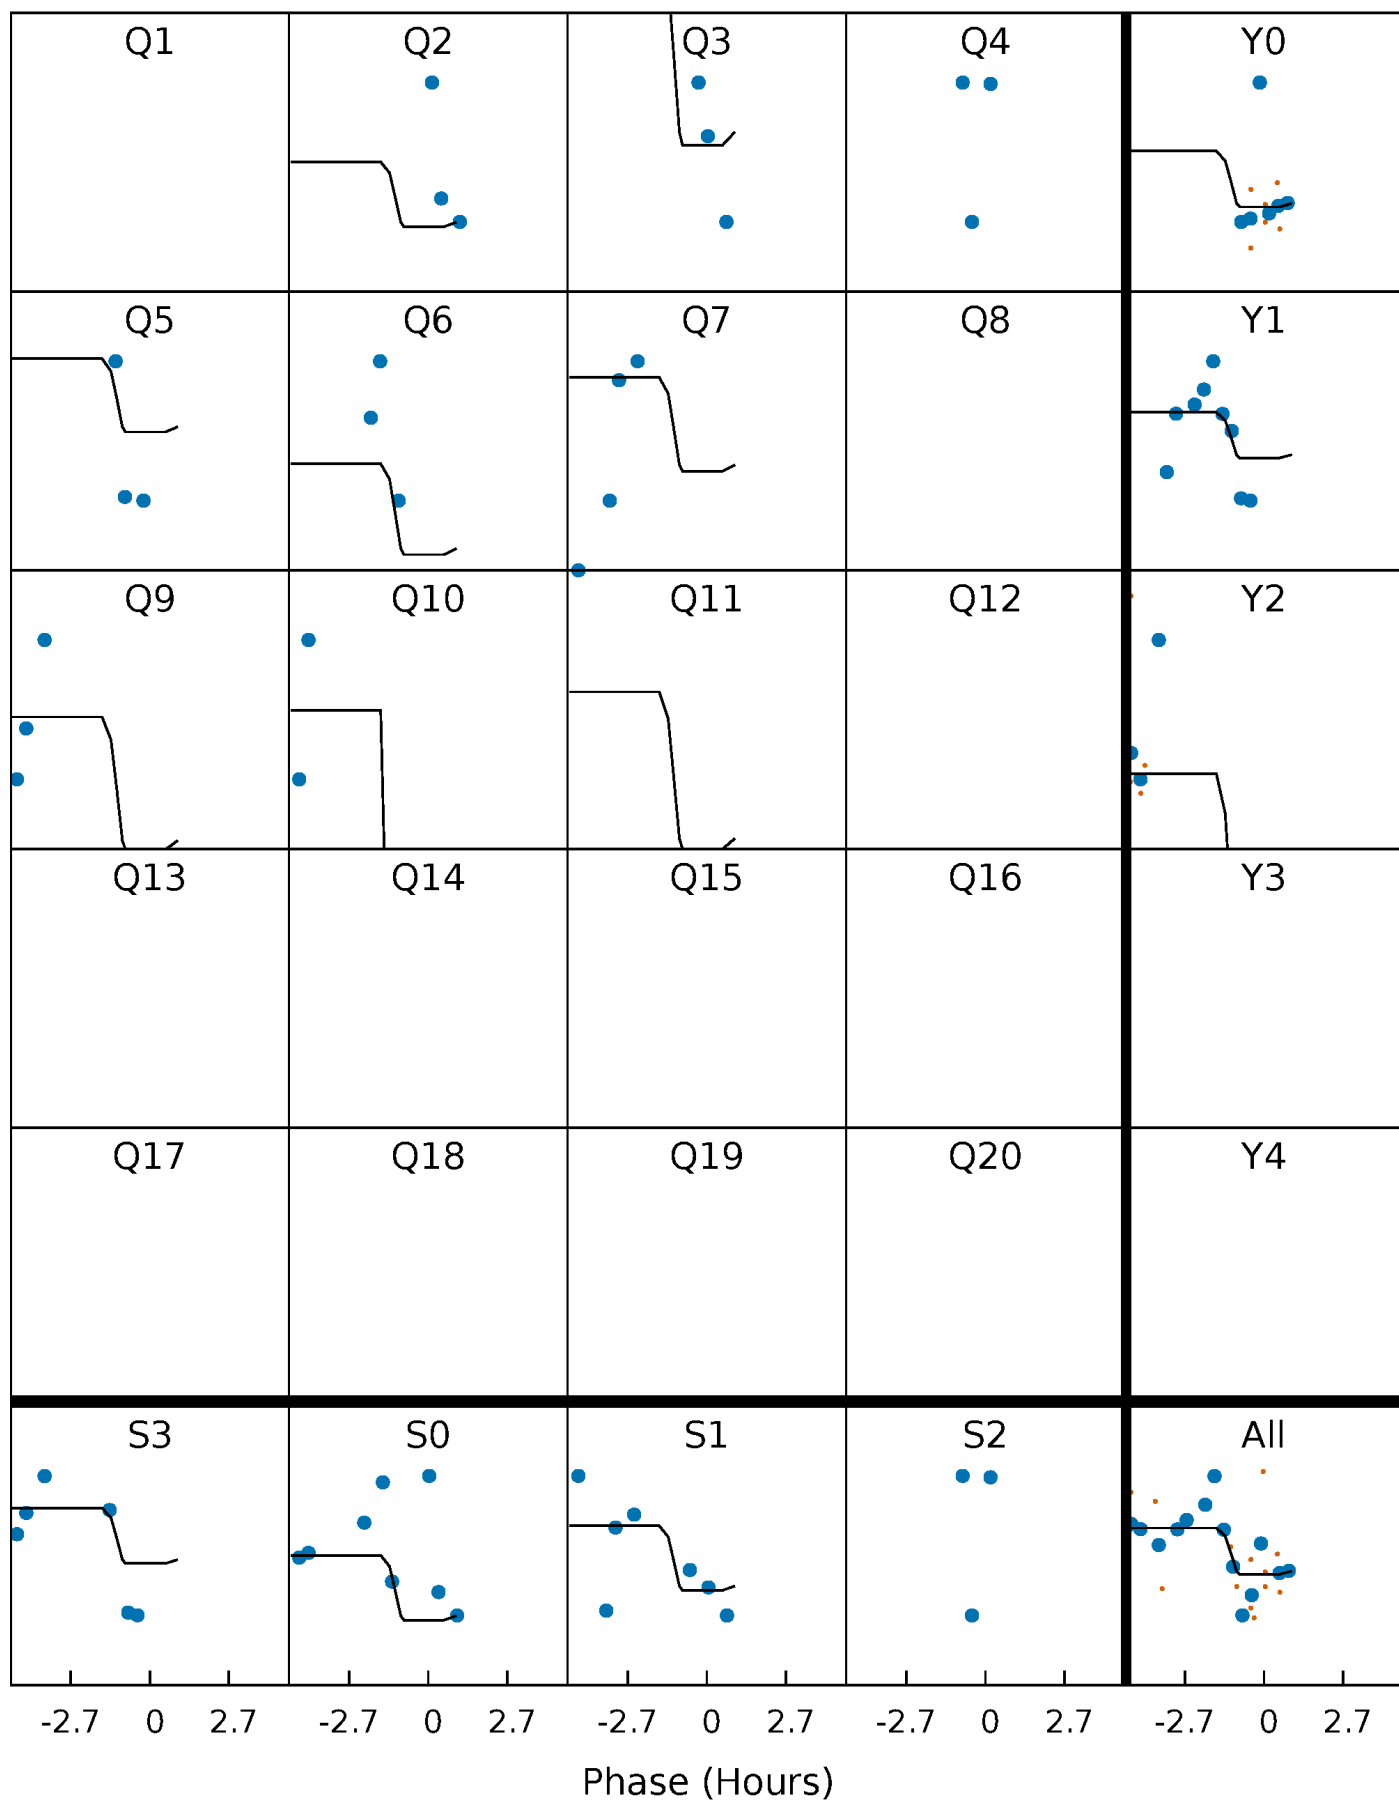 Q1 Q2 Q3 Q4 Y0
Q5 Q6 Q7 Q8 Y1
Q9 Q10 Q11 Q12 Y2
Q13 Q14 Q15 Q16 Y3
Q17 Q18 Q19 Q20 Y4
S3 S0 S1 S2 All
-2.7 0 2.7 -2.7 0 2.7 -2.7 0 2.7 -2.7 0 2.7 -2.7 0 2.7
Phase (Hours)